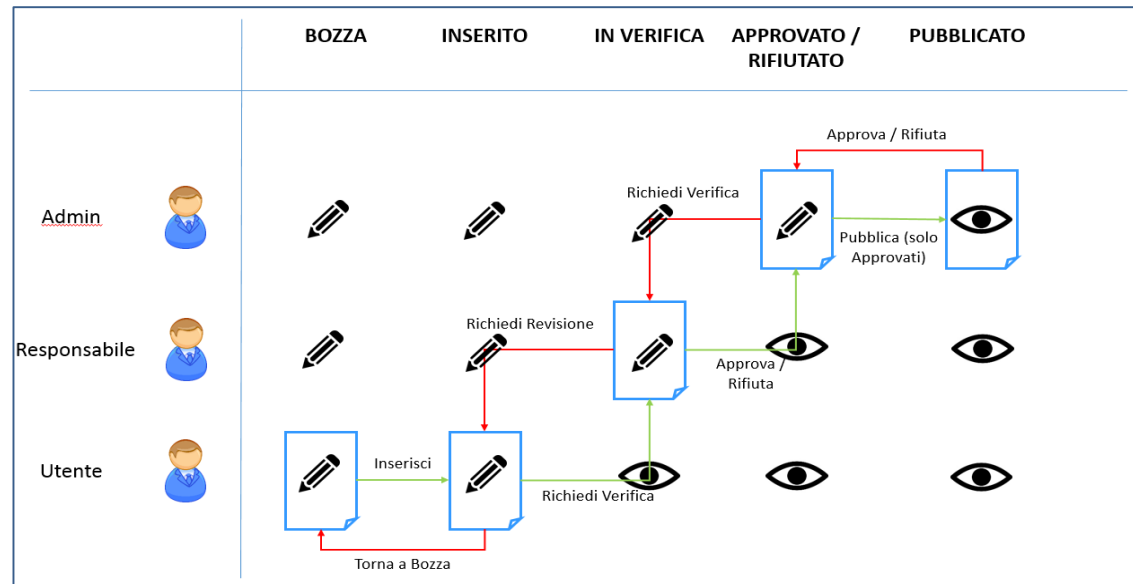 BOZZA
INSERITO
IN VERIFICA
APPROVATO /
RIFIUTATO
PUBBLICATO
Approva / Rifiuta
Admin
Richiedi Verifica
Pubblica (solo
Approvati)
Responsabile
Richiedi Revisione
Approva /
Rifiuta
Utente
Inserisci
Richiedi Verifica
Torna a Bozza